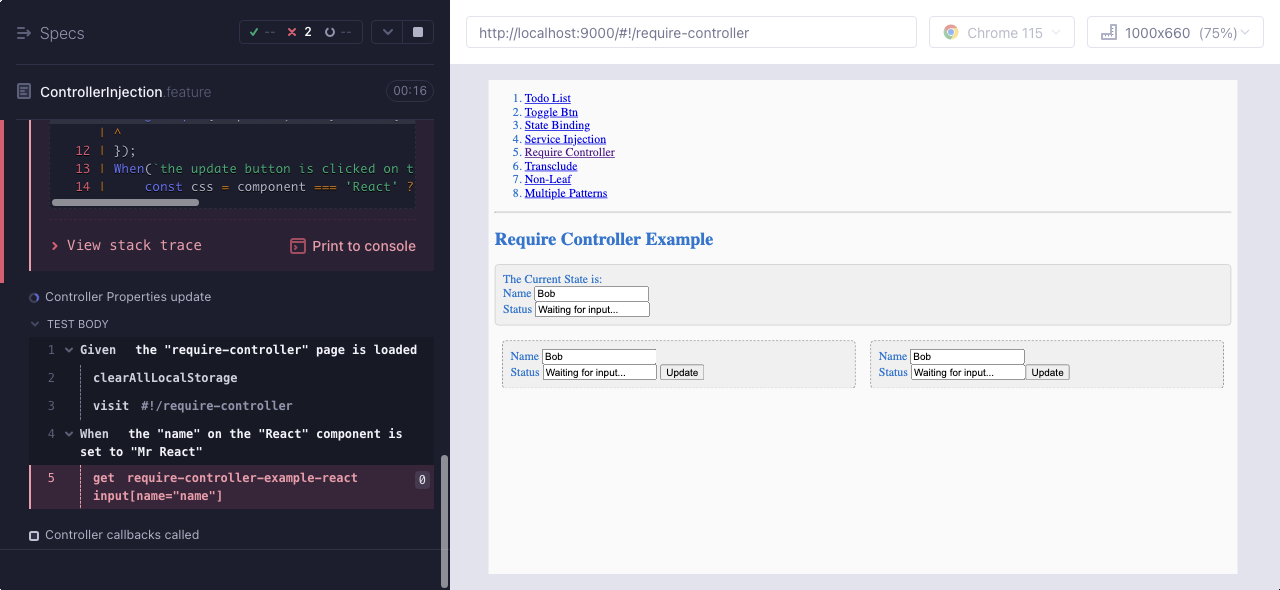 Specs
-- 2 --
ControllerInjection.feature
00:16
| ^
12 | });
13 | When(`the update button is clicked on t
14 | const css = component === 'React' ?
View stack trace
Print to console
Controller Properties update
TEST BODY
1 Given the "require-controller" page is loaded
2 clearAllLocalStorage
3 visit #!/require-controller
4 When the "name" on the "React" component is
set to "Mr React"
5 get require-controller-example-react 0
input[name="name"]
Controller callbacks called
http://localhost:9000/#!/require-controller
Chrome 115
1000x660 (75%)
1. Todo List
2. Toggle Btn
3. State Binding
4. Service Injection
5. Require Controller
6. Transclude
7. Non-Leaf
8. Multiple Patterns
Require Controller Example
The Current State is:
Name Bob
Status Waiting for input...
Name Bob
Status Waiting for input... Update
Name Bob
Status Waiting for input... Update